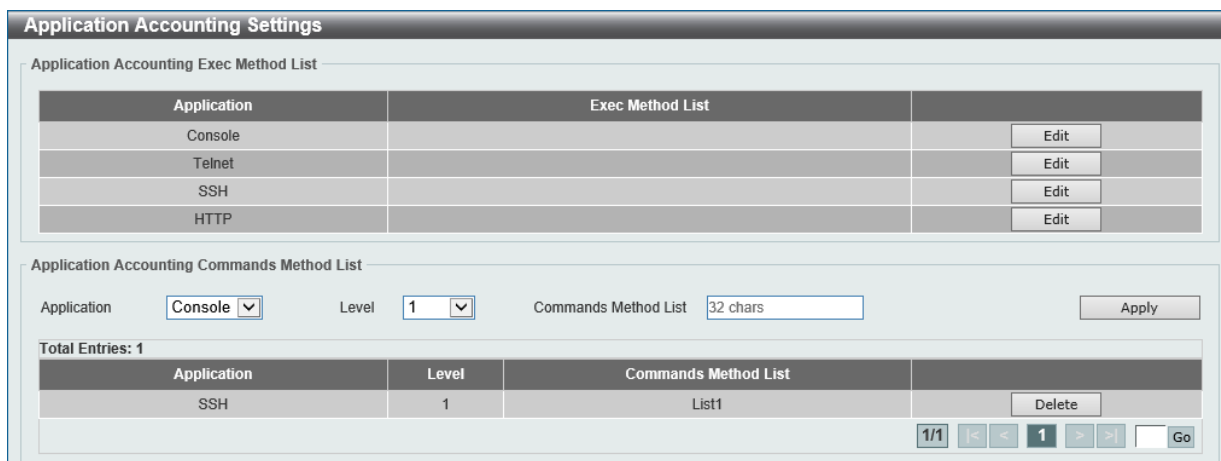 Application Accounting Settings
Application Accounting Exec Method List
Application Exec Method List
Console Edit
Telnet Edit
SSH Edit
HTTP Edit
Application Accounting Commands Method List
Application Console Level 1 Commands Method List 32 chars Apply
Total Entries: 1
Application Level Commands Method List
SSH 1 List1 Delete
1/1 |< < 1 > >| Go